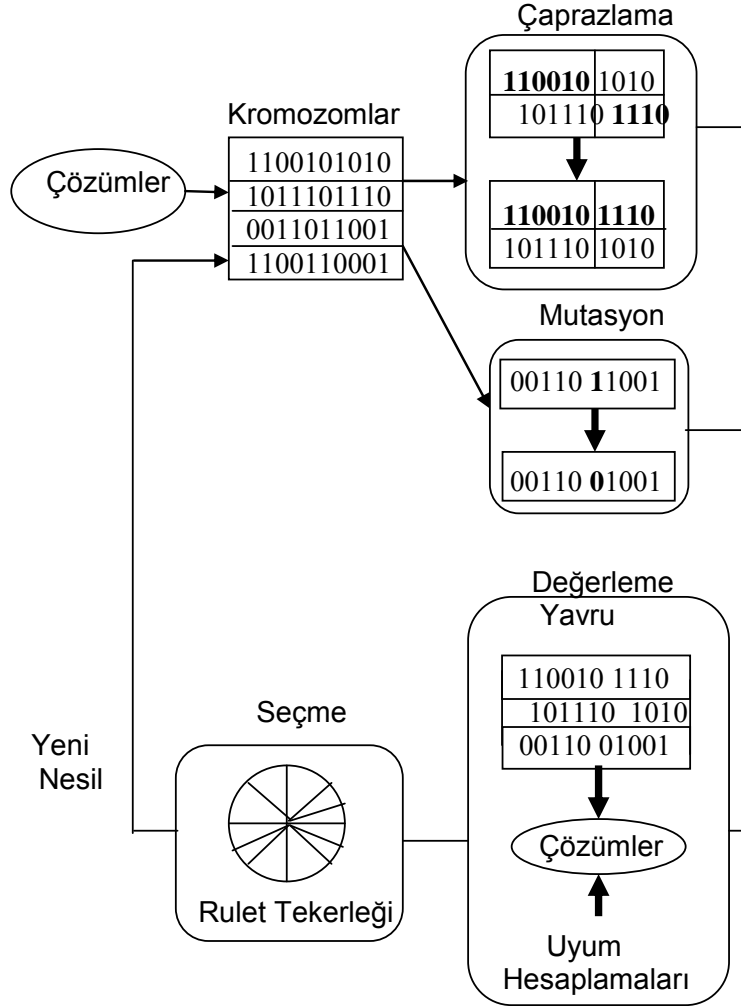 Çaprazlama
110010 1010
101110 1110
110010 1110
101110 1010
Kromozomlar
1100101010
1011101110
0011011001
1100110001
Çözümler
Mutasyon
00110 11001
00110 01001
Değerleme
Yavru
110010 1110
101110 1010
00110 01001
Çözümler
Uyum
Hesaplamaları
Seçme
Rulet Tekerleği
Yeni
Nesil